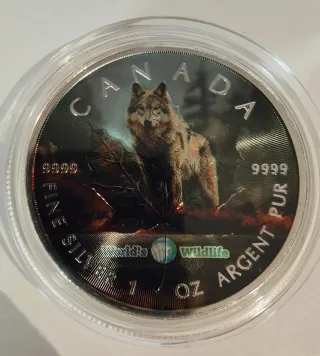 CANADA
9999 9999
FINE SILVER 1 OZ ARGENT PUR
World's Wildlife